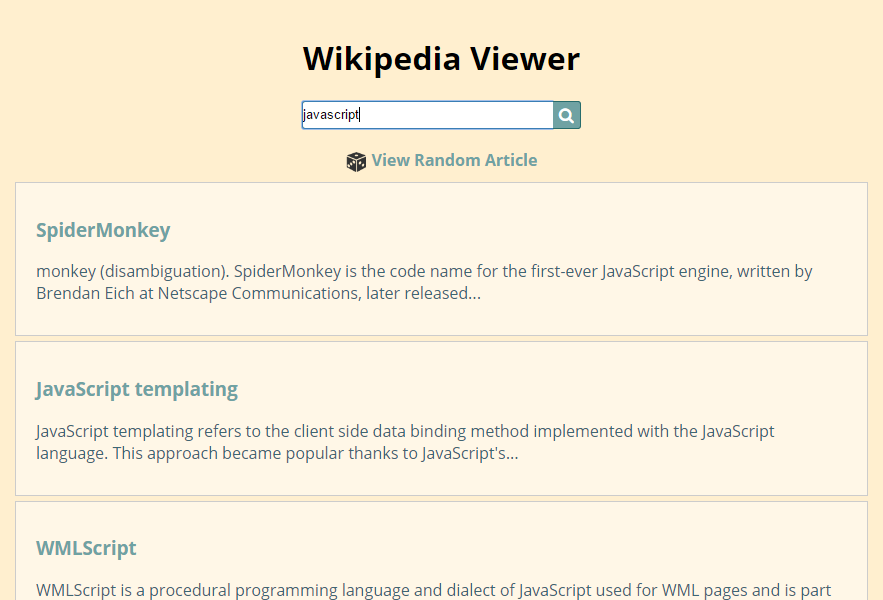 Wikipedia Viewer
javascript
View Random Article
SpiderMonkey
monkey (disambiguation). SpiderMonkey is the code name for the first-ever JavaScript engine, written by
Brendan Eich at Netscape Communications, later released...
JavaScript templating
JavaScript templating refers to the client side data binding method implemented with the JavaScript
language. This approach became popular thanks to JavaScript's...
WMLScript
WMLScript is a procedural programming language and dialect of JavaScript used for WML pages and is part